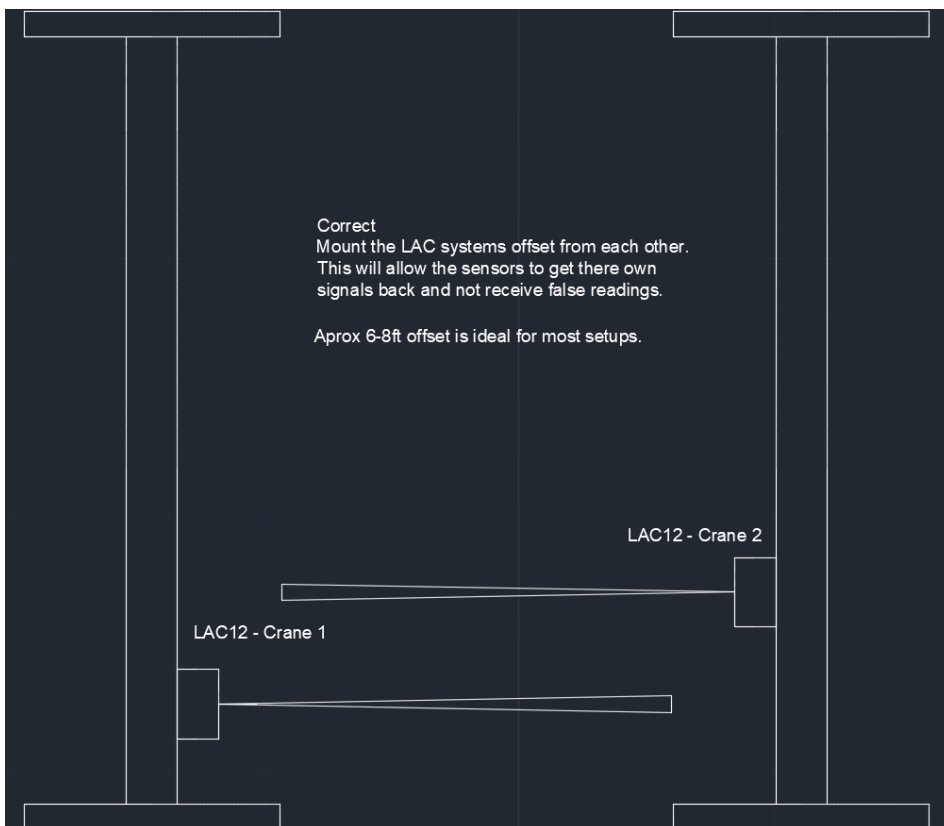 Correct
Mount the LAC systems offset from each other.
This will allow the sensors to get there own
signals back and not receive false readings.
Aprox 6-8ft offset is ideal for most setups.
LAC12 - Crane 2
LAC12 - Crane 1